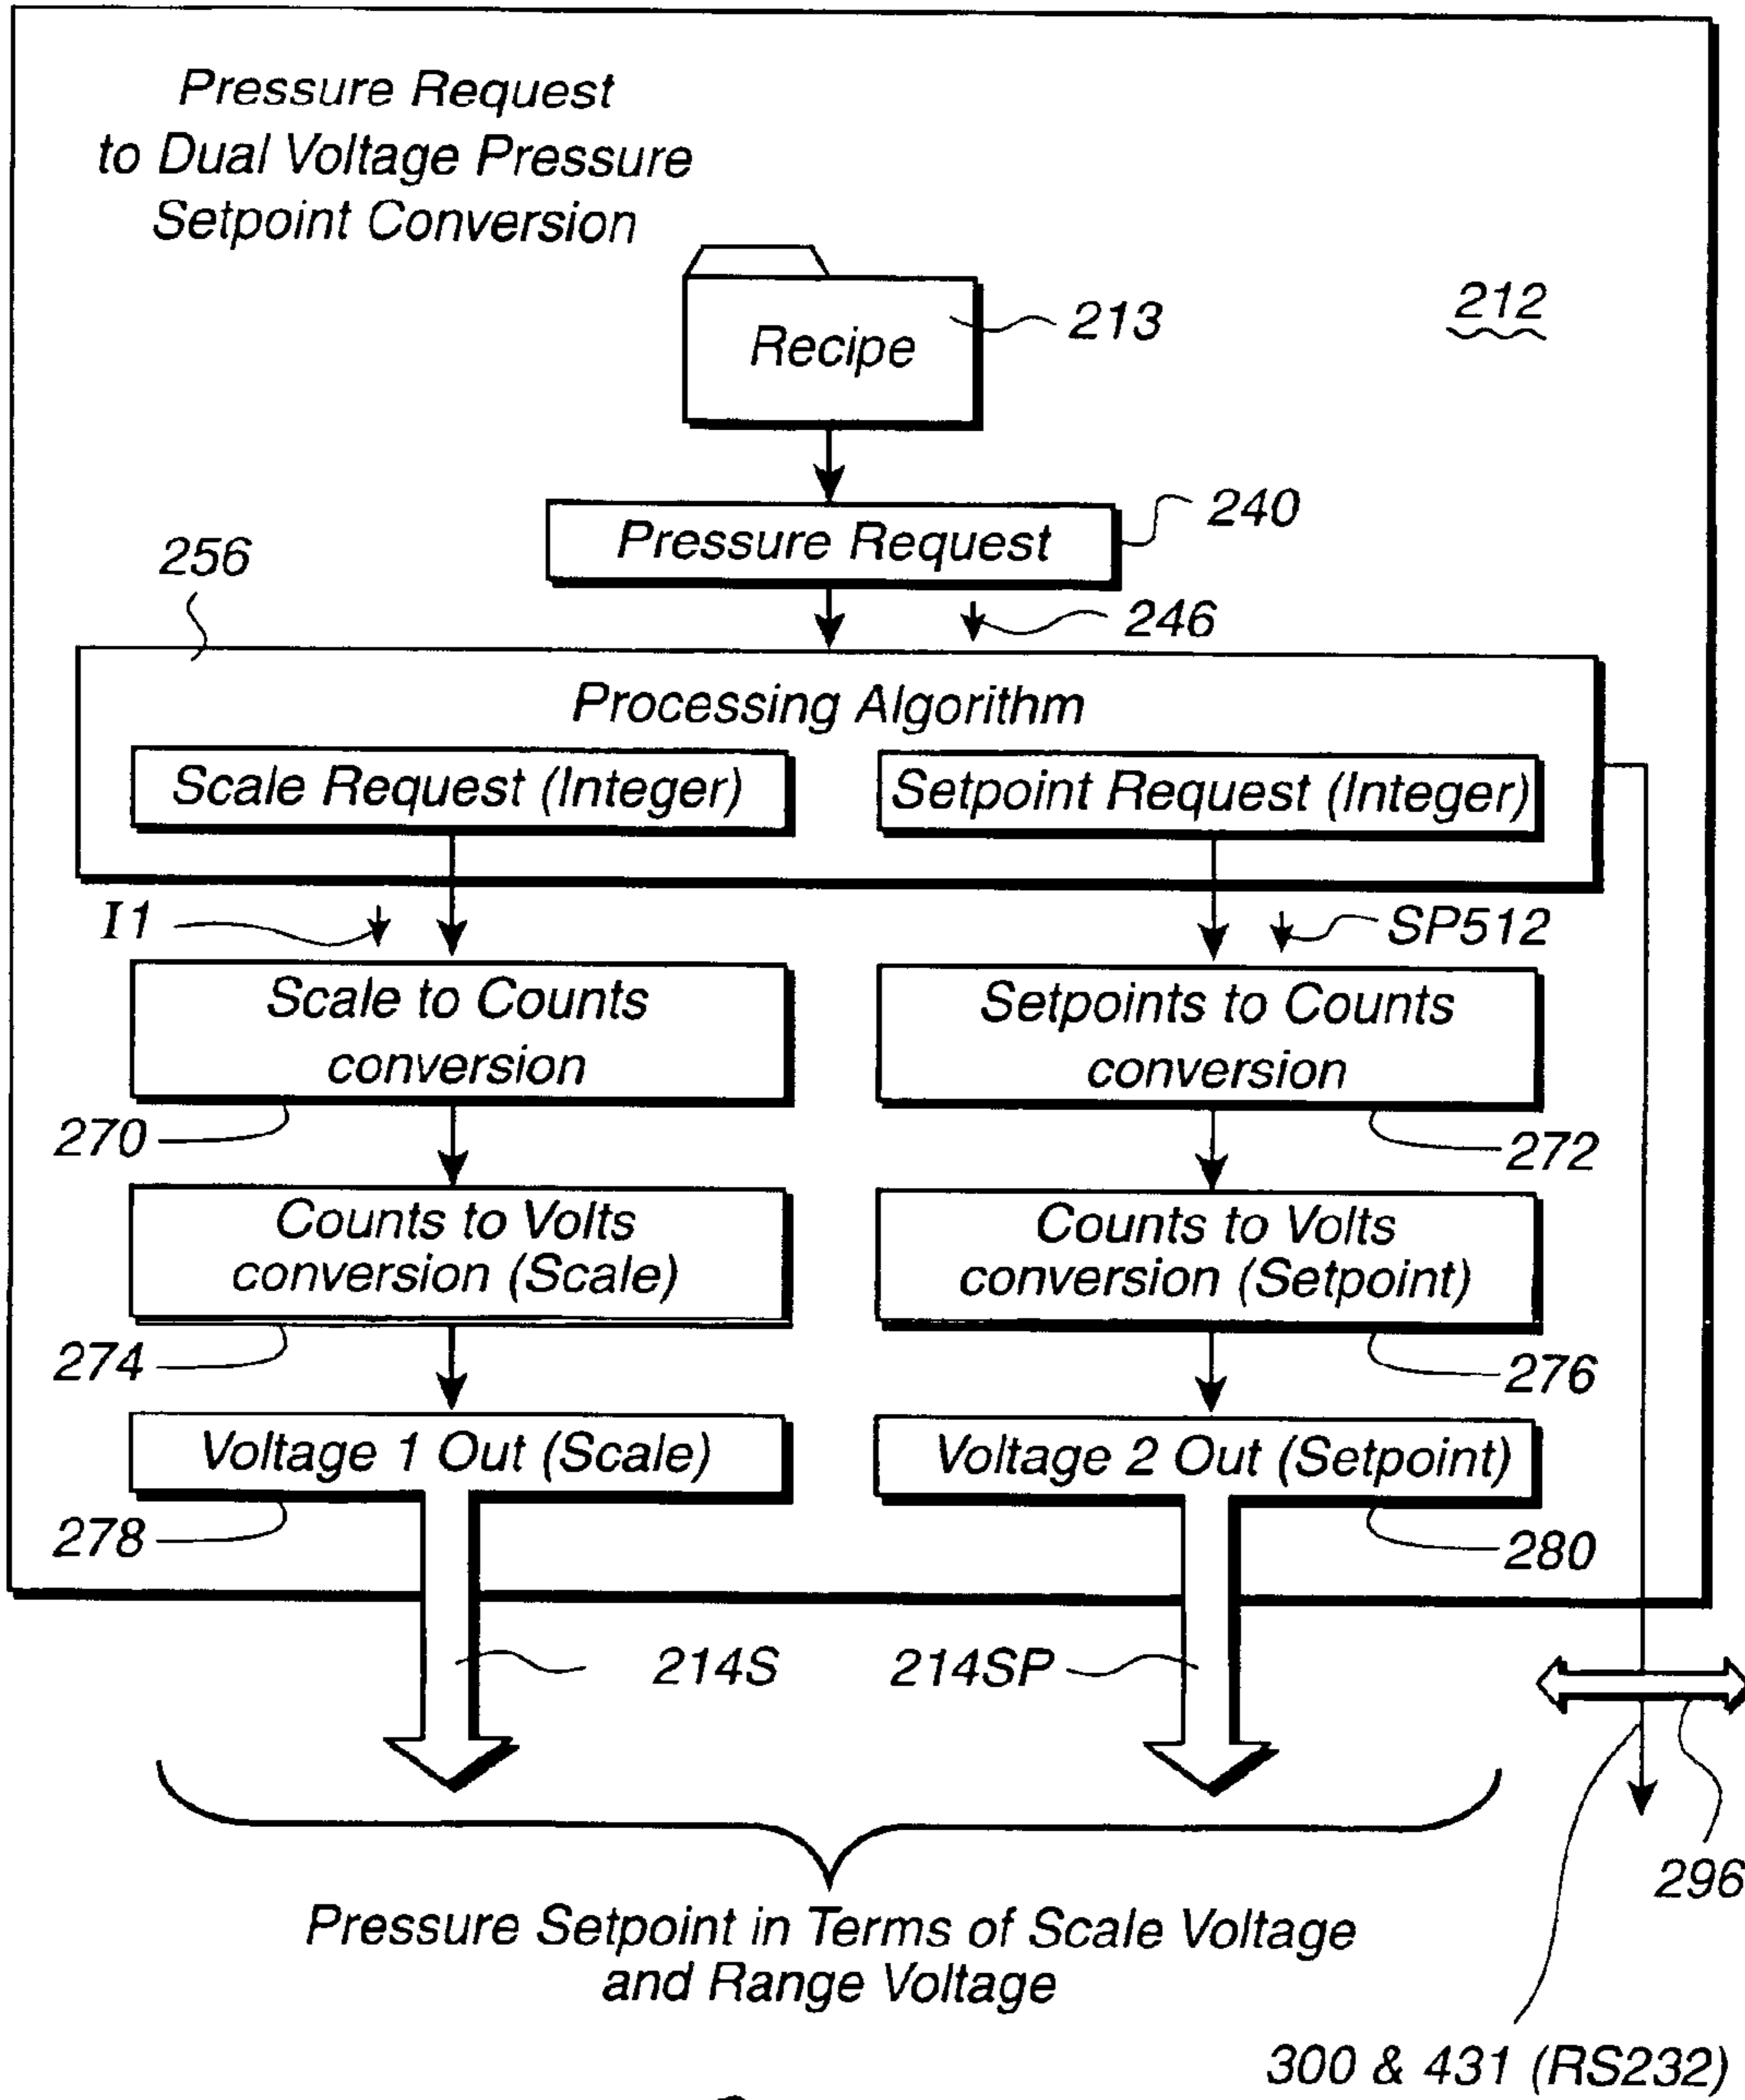 Pressure Request
to Dual Voltage Pressure
Setpoint Conversion
212
Recipe
213
Pressure Request
240
256
246
Processing Algorithm
Scale Request (Integer)
Setpoint Request (Integer)
I1
SP512
Scale to Counts
conversion
Setpoints to Counts
conversion
270
272
Counts to Volts
conversion (Scale)
Counts to Volts
conversion (Setpoint)
274
276
Voltage 1 Out (Scale)
Voltage 2 Out (Setpoint)
278
280
214S
214SP
296
Pressure Setpoint in Terms of Scale Voltage
and Range Voltage
300 & 431 (RS232)